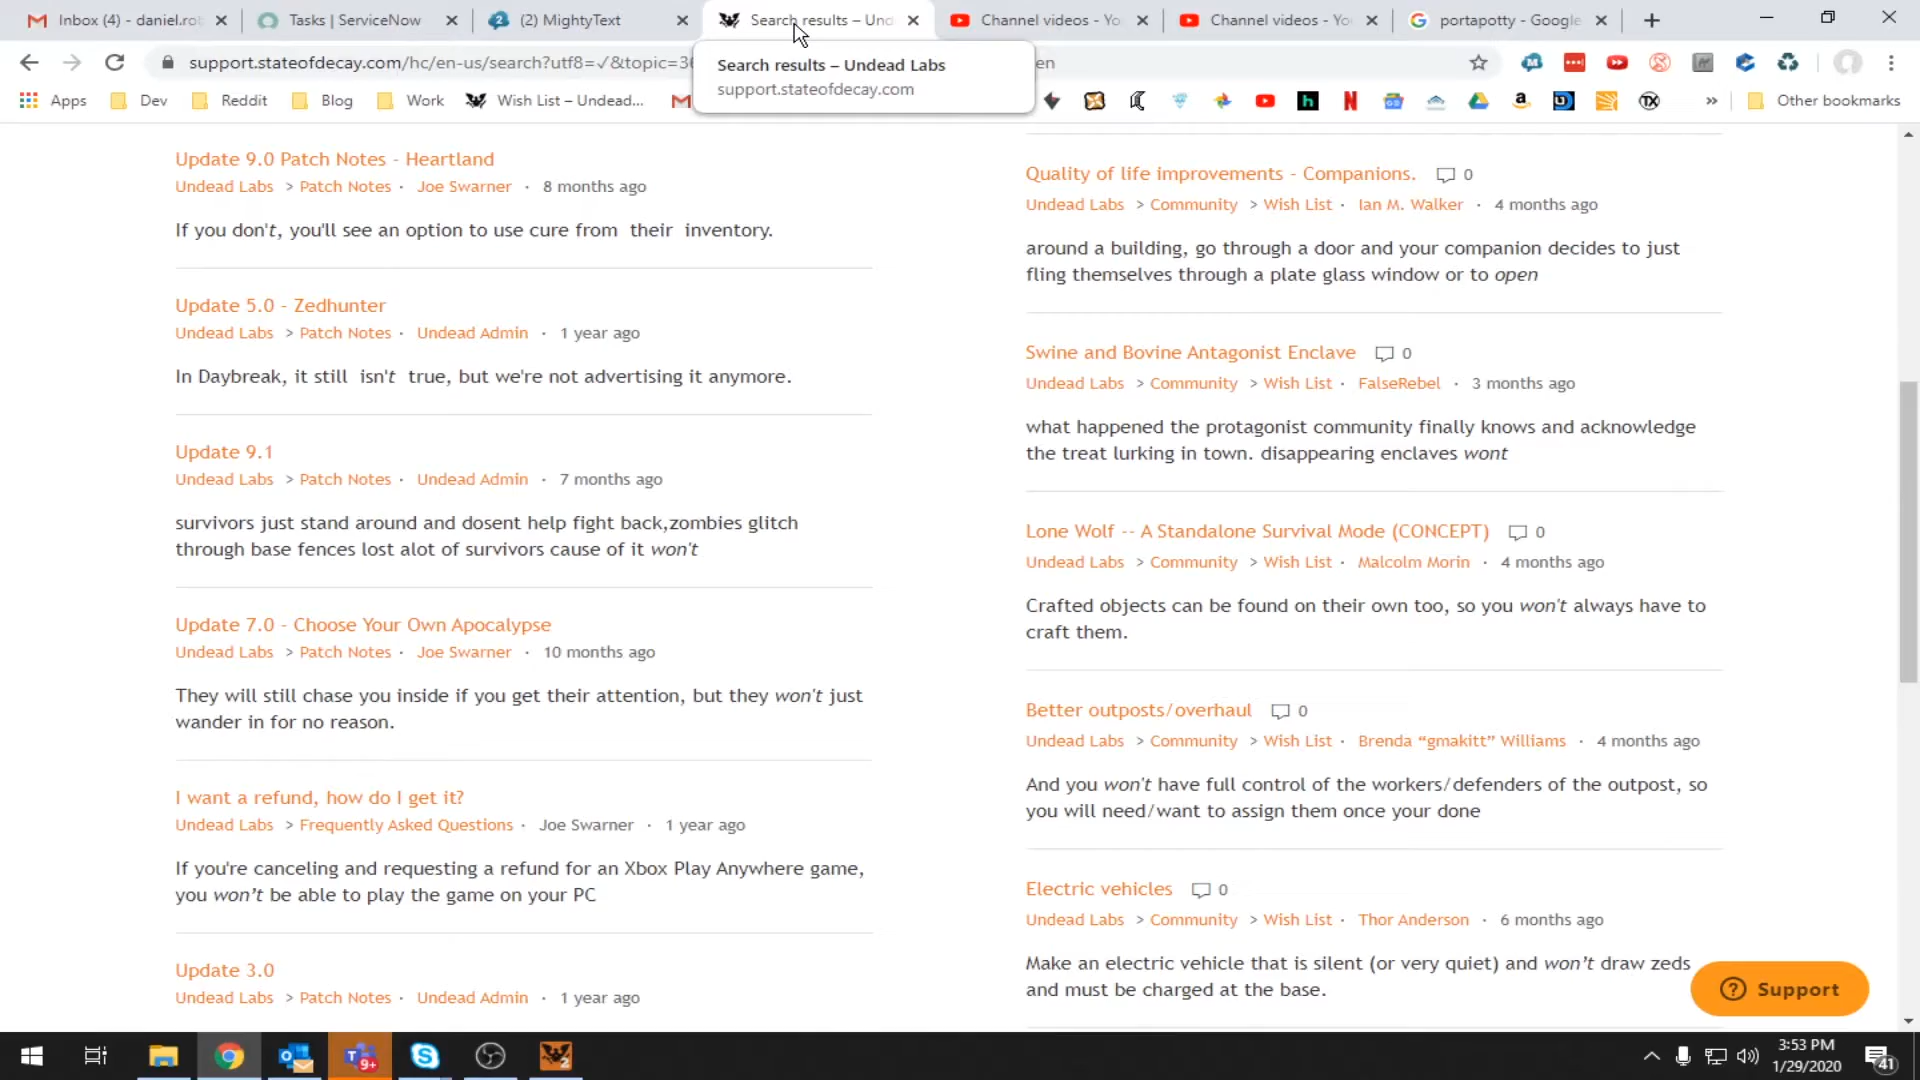 Inbox (4) - daniel.ro
Tasks | ServiceNow
2
(2) MightyText
Search results – Und
Channel videos - Yo
Channel videos - Yo
portapotty - Google
support.stateofdecay.com/hc/en-us/search?utf8=✓&topic=36
en
Search results – Undead Labs
support.stateofdecay.com
Apps
Dev
Reddit
Blog
Work
Wish List – Undead...
»
Other bookmarks
Update 9.0 Patch Notes - Heartland
Undead Labs > Patch Notes · Joe Swarner · 8 months ago
If you don't, you'll see an option to use cure from their inventory.
Update 5.0 - Zedhunter
Undead Labs > Patch Notes · Undead Admin · 1 year ago
In Daybreak, it still isn't true, but we're not advertising it anymore.
Update 9.1
Undead Labs > Patch Notes · Undead Admin · 7 months ago
survivors just stand around and dosent help fight back,zombies glitch
through base fences lost alot of survivors cause of it won't
Update 7.0 - Choose Your Own Apocalypse
Undead Labs > Patch Notes · Joe Swarner · 10 months ago
They will still chase you inside if you get their attention, but they won't just
wander in for no reason.
I want a refund, how do I get it?
Undead Labs > Frequently Asked Questions · Joe Swarner · 1 year ago
If you're canceling and requesting a refund for an Xbox Play Anywhere game,
you won't be able to play the game on your PC
Update 3.0
Undead Labs > Patch Notes · Undead Admin · 1 year ago
Quality of life improvements - Companions. 0
Undead Labs > Community > Wish List · Ian M. Walker · 4 months ago
around a building, go through a door and your companion decides to just
fling themselves through a plate glass window or to open
Swine and Bovine Antagonist Enclave 0
Undead Labs > Community > Wish List · FalseRebel · 3 months ago
what happened the protagonist community finally knows and acknowledge
the treat lurking in town. disappearing enclaves wont
Lone Wolf -- A Standalone Survival Mode (CONCEPT) 0
Undead Labs > Community > Wish List · Malcolm Morin · 4 months ago
Crafted objects can be found on their own too, so you won't always have to
craft them.
Better outposts/overhaul 0
Undead Labs > Community > Wish List · Brenda “gmakitt” Williams · 4 months ago
And you won't have full control of the workers/defenders of the outpost, so
you will need/want to assign them once your done
Electric vehicles 0
Undead Labs > Community > Wish List · Thor Anderson · 6 months ago
Make an electric vehicle that is silent (or very quiet) and won't draw zeds
and must be charged at the base.
Support
9+
2
3:53 PM
1/29/2020
41